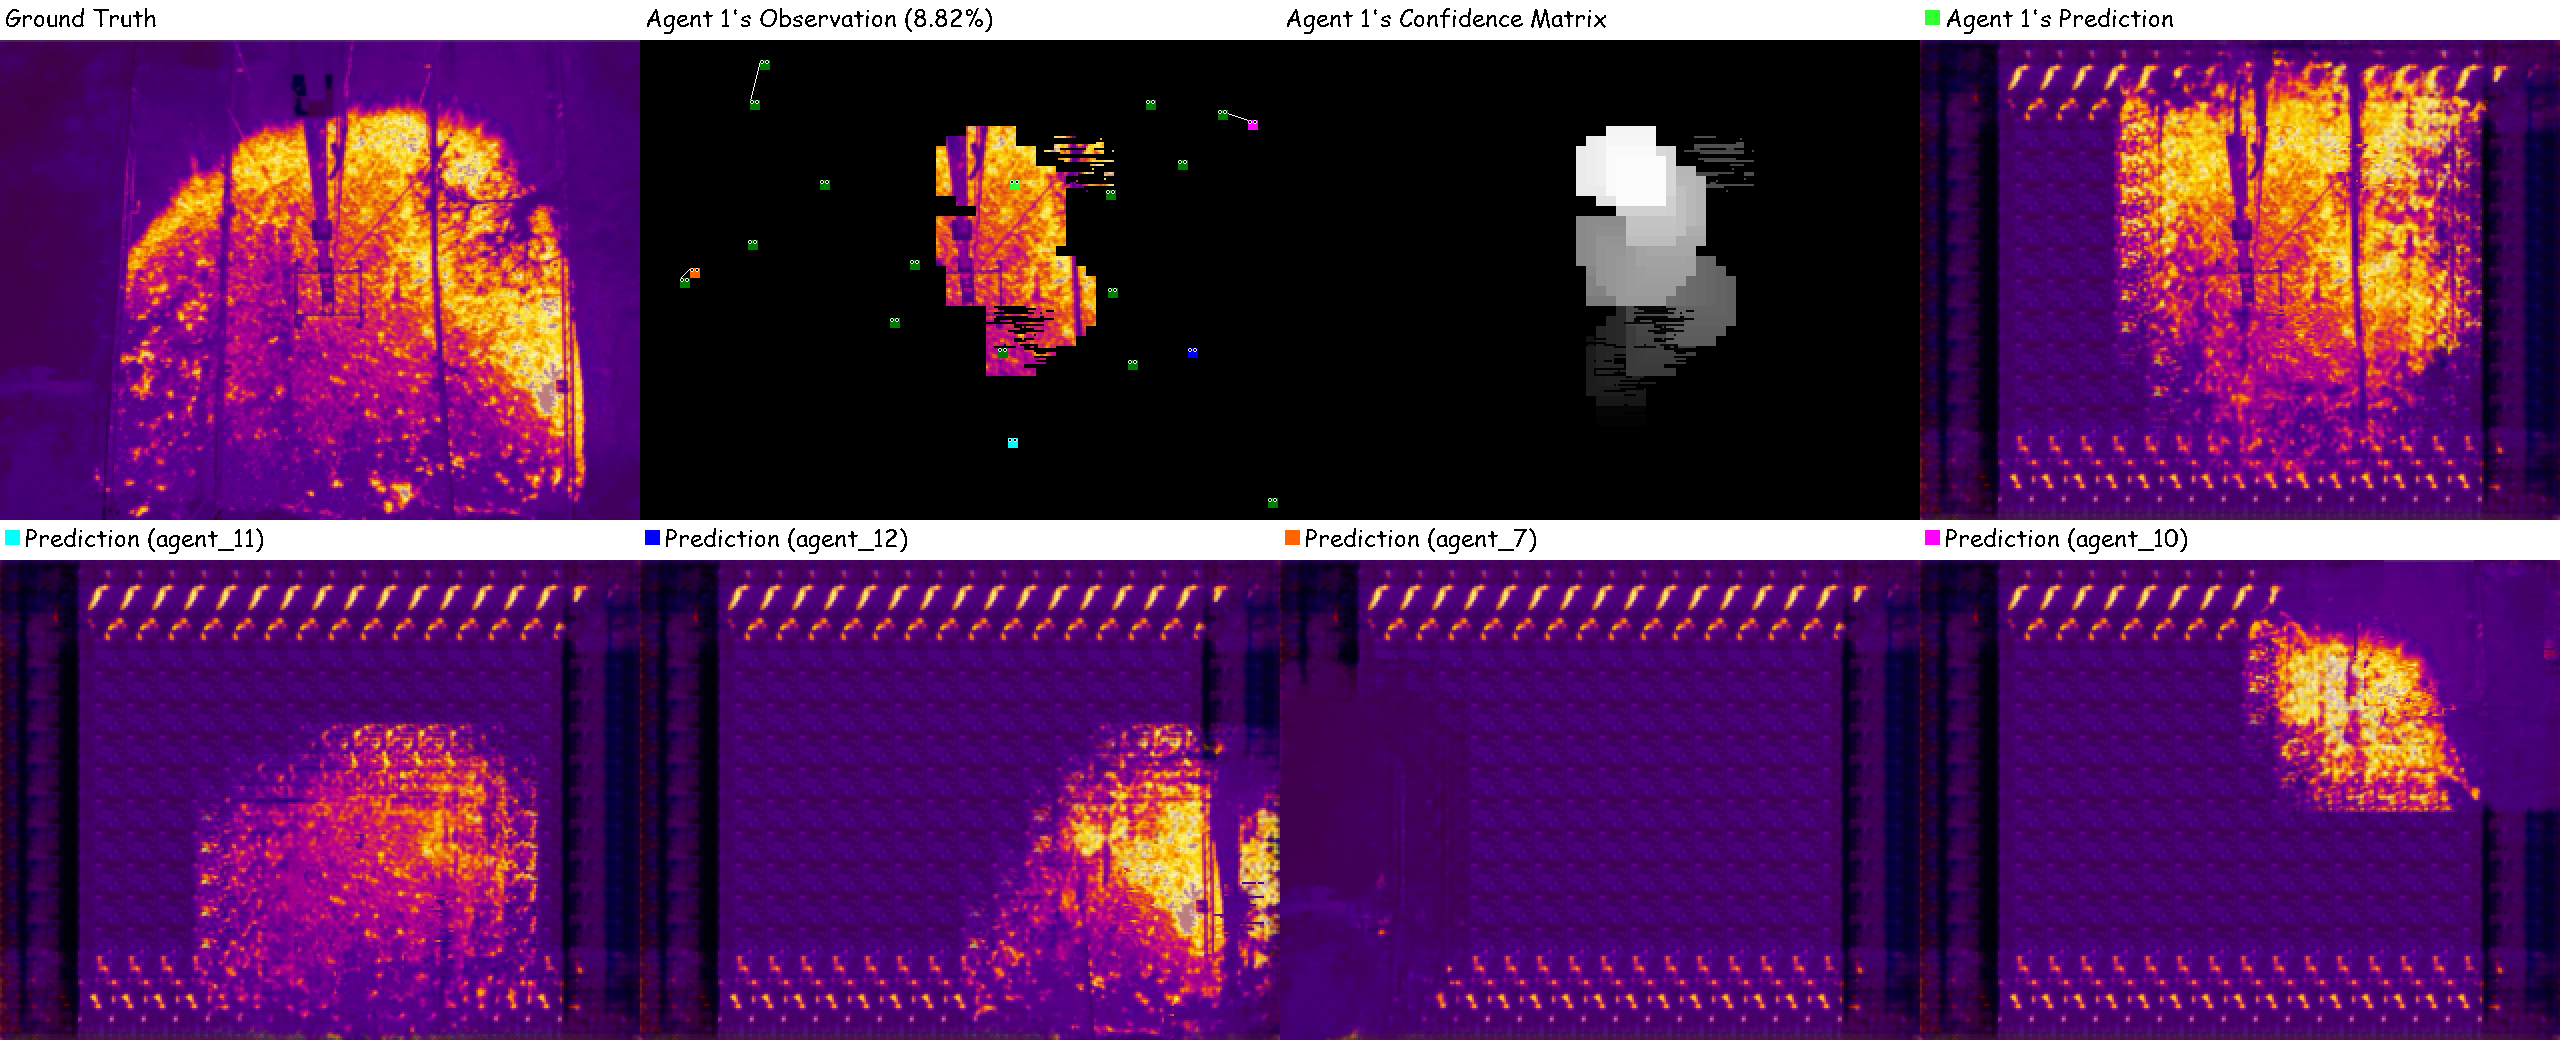 Ground Truth
Agent 1's Observation (8.82%)
Agent 1's Confidence Matrix
Agent 1's Prediction
Prediction (agent_11)
Prediction (agent_12)
Prediction (agent_7)
Prediction (agent_10)